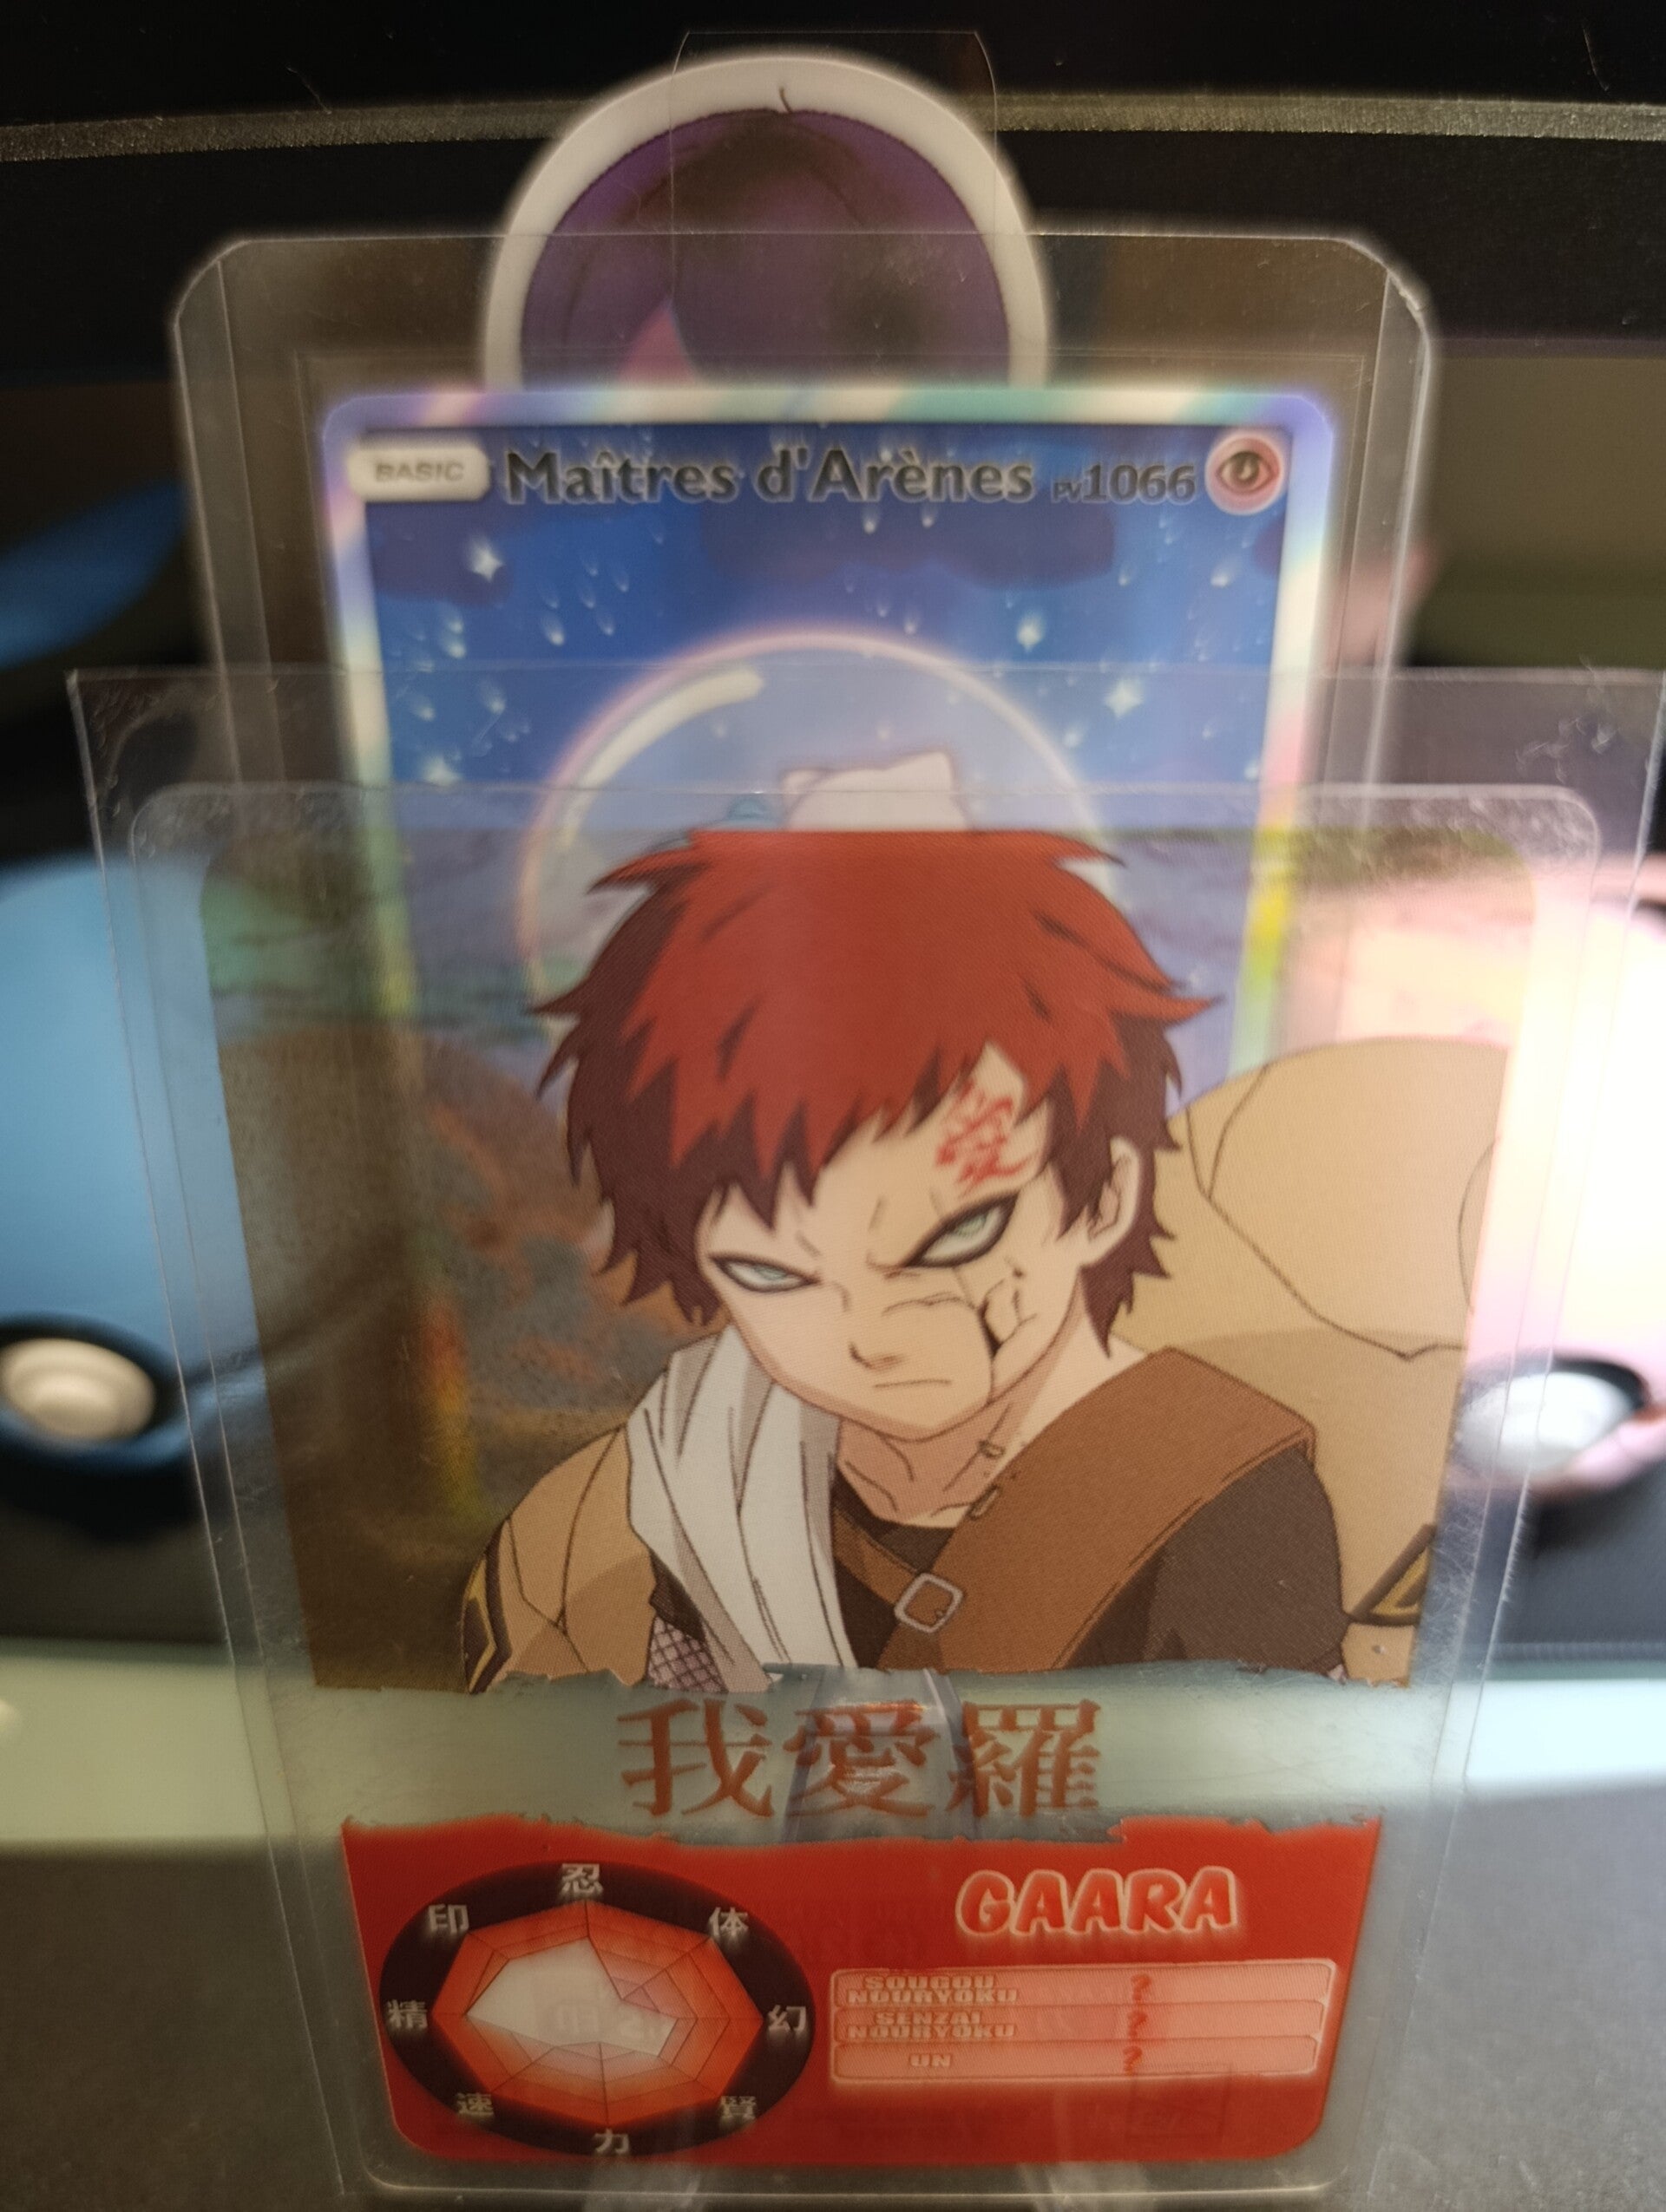 BASIC Maîtres d'Arènes PV1066
愛
我愛羅
GAARA
忍
体
幻
賢
力
速
精
印
SOUGOU NOURYOKU ?
SENZAI NOURYOKU ?
UN ?